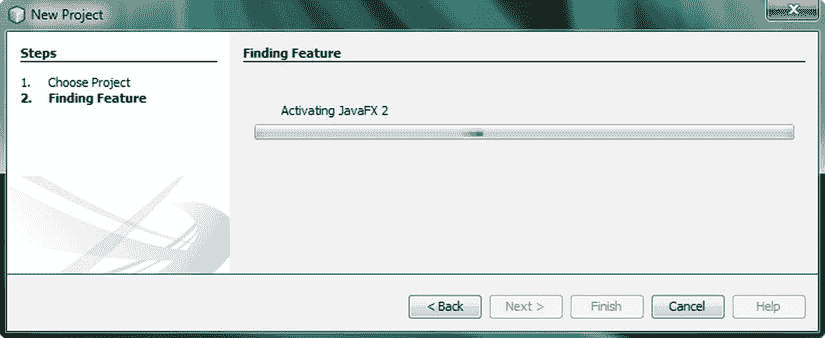 New Project
Steps
1. Choose Project
2. Finding Feature
Finding Feature
Activating JavaFX 2
< Back
Next >
Finish
Cancel
Help